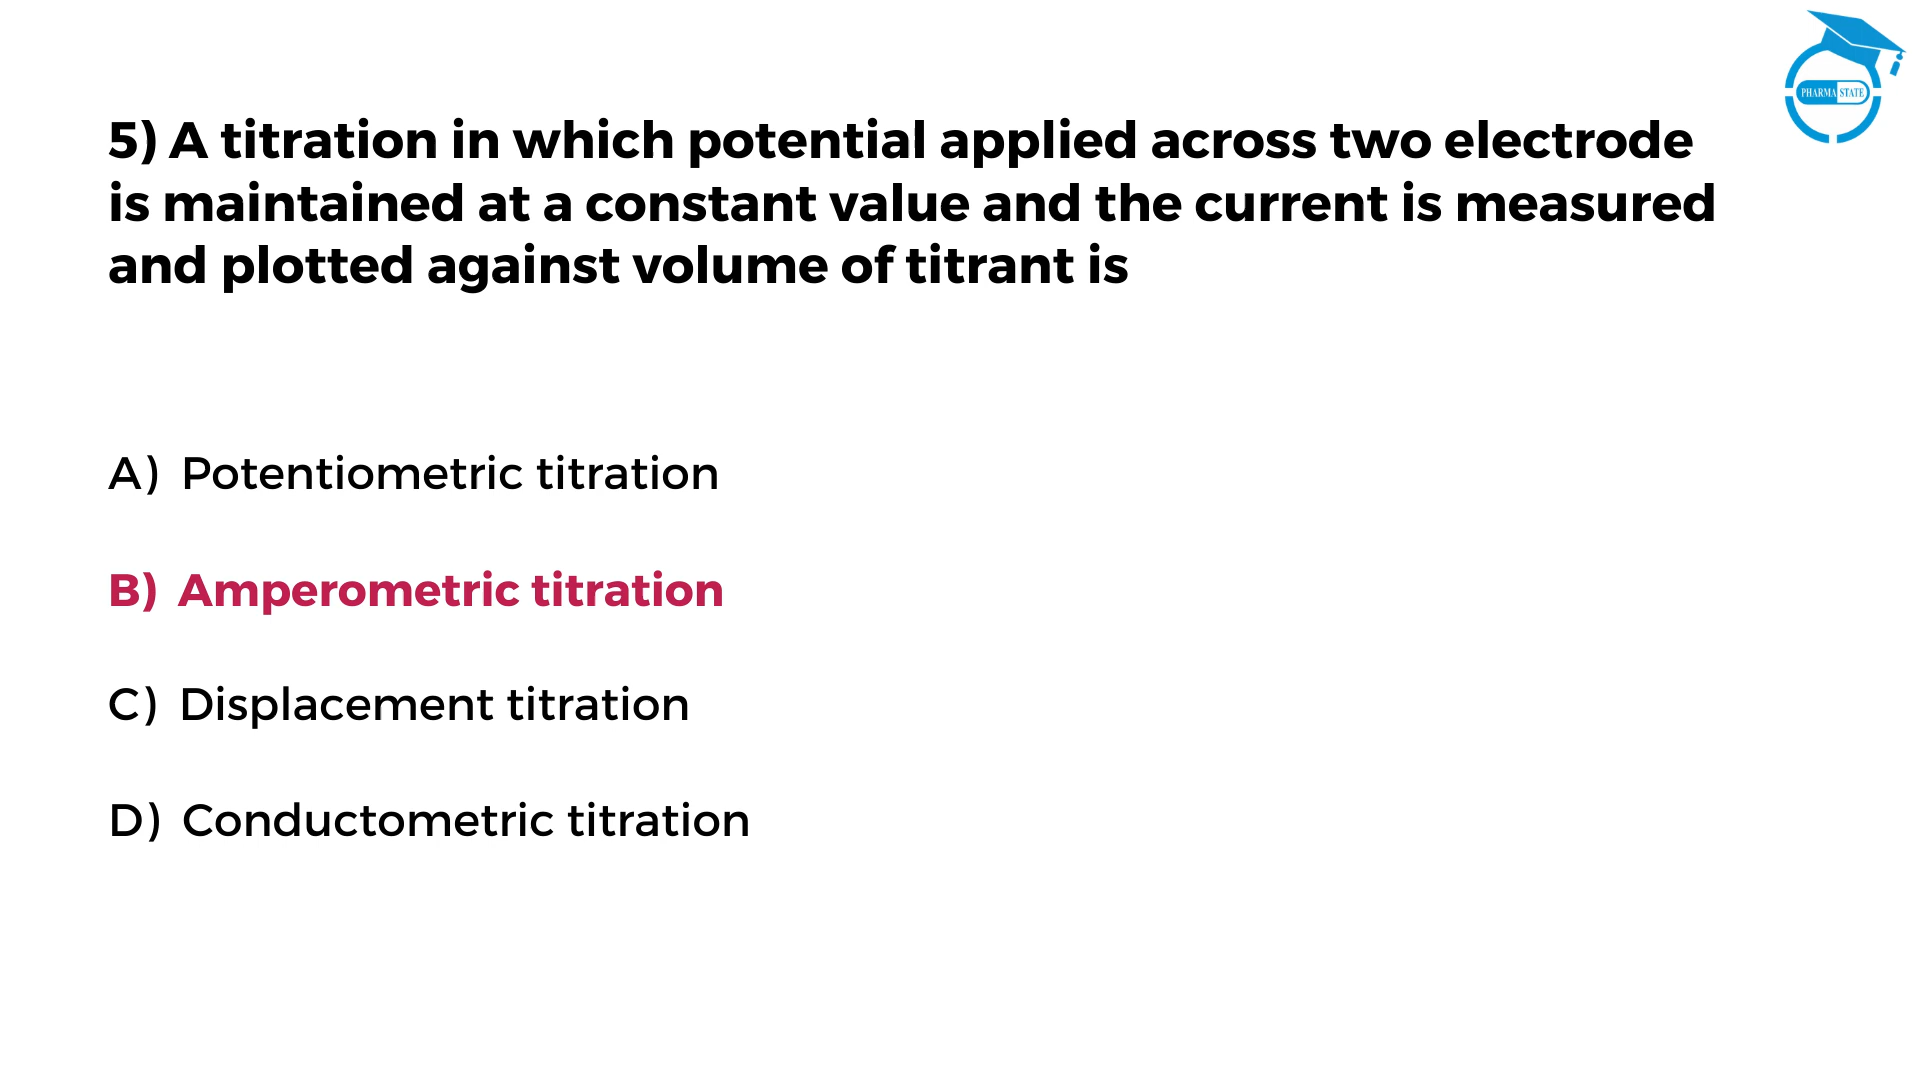 PHARMA STATE
5) A titration in which potential applied across two electrode
is maintained at a constant value and the current is measured
and plotted against volume of titrant is
A) Potentiometric titration
B) Amperometric titration
C) Displacement titration
D) Conductometric titration